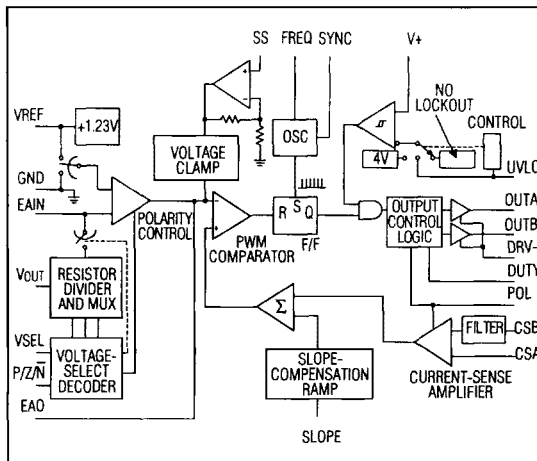 SS FREQ SYNC V+
NO
LOCKOUT
CONTROL
VREF
+1.23V
OSC
4V
UVLO
VOLTAGE
CLAMP
GND
EAIN
POLARITY
CONTROL
R S Q
F/F
PWM
COMPARATOR
OUTPUT
CONTROL
LOGIC
OUTA
OUTB
DRV-
DUTY
POL
VOUT
RESISTOR
DIVIDER
AND MUX
Σ
FILTER
CSB
CSA
VSEL
P/Z/N
VOLTAGE-
SELECT
DECODER
SLOPE-
COMPENSATION
RAMP
CURRENT-SENSE
AMPLIFIER
EAO
SLOPE